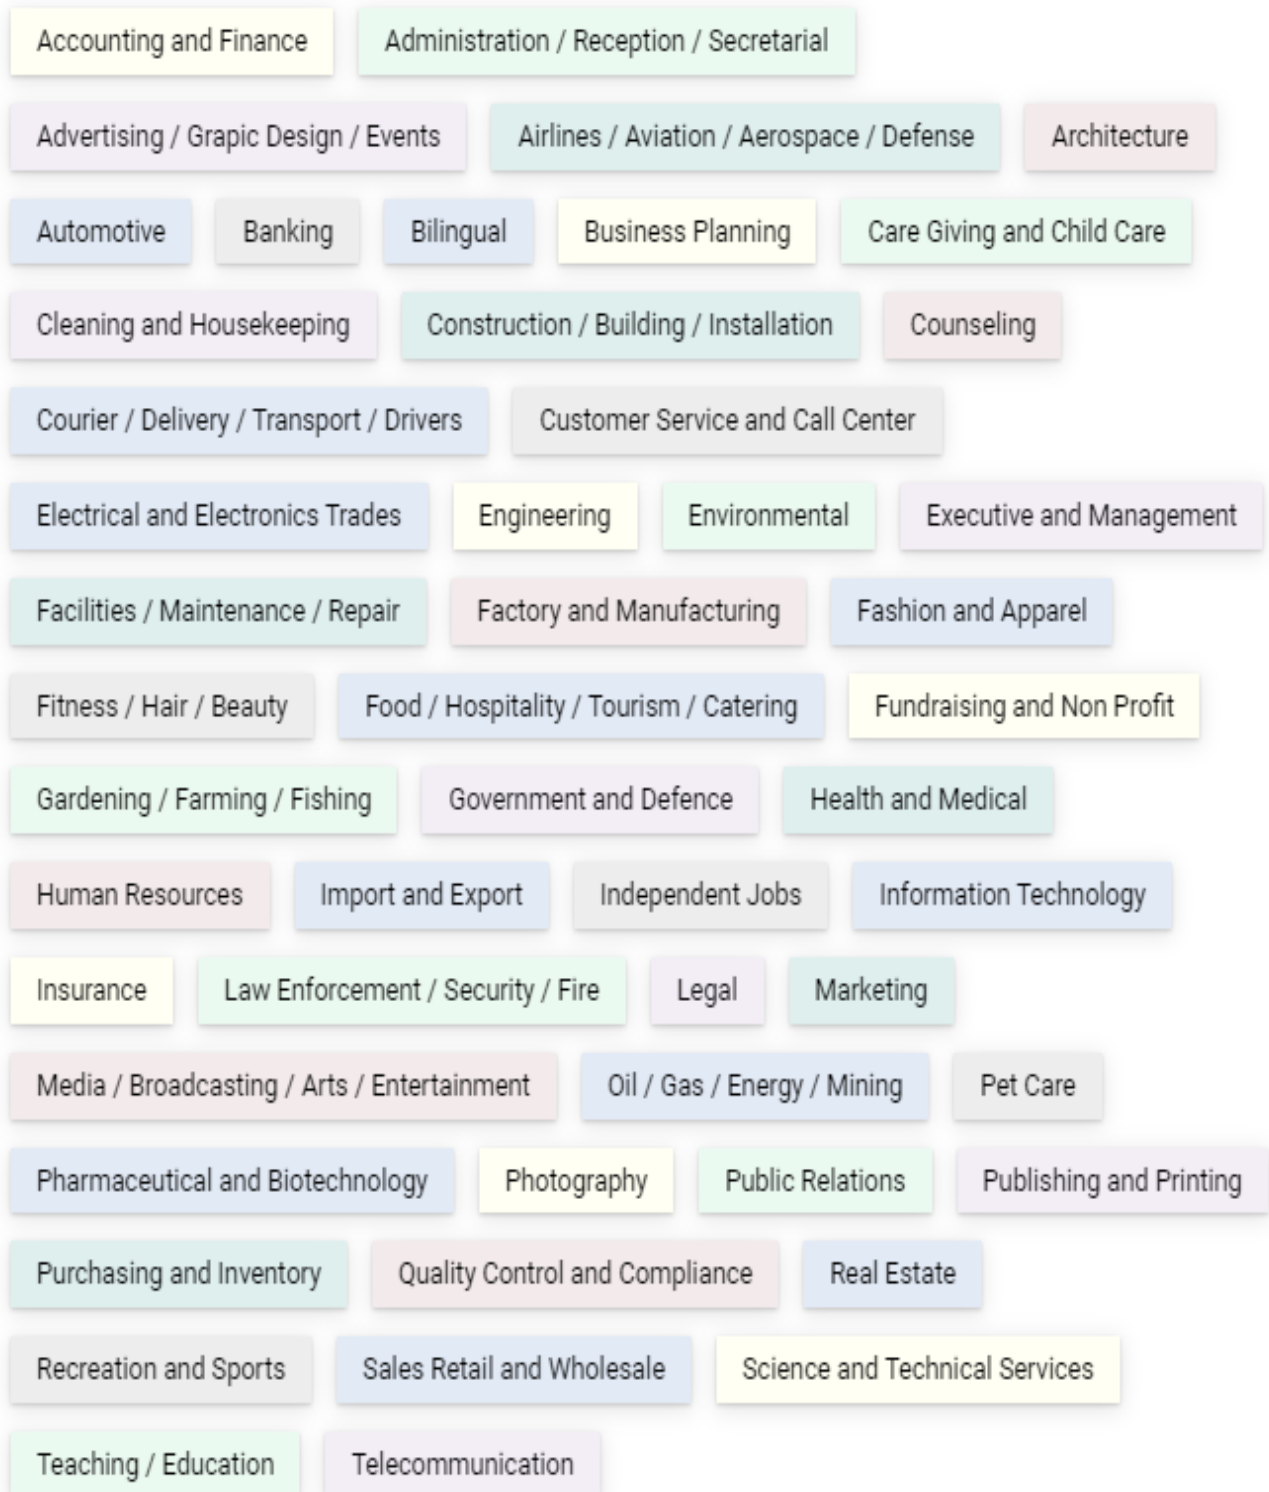 Accounting and Finance Administration / Reception / Secretarial
Advertising / Grapic Design / Events Airlines / Aviation / Aerospace / Defense Architecture
Automotive Banking Bilingual Business Planning Care Giving and Child Care
Cleaning and Housekeeping Construction / Building / Installation Counseling
Courier / Delivery / Transport / Drivers Customer Service and Call Center
Electrical and Electronics Trades Engineering Environmental Executive and Management
Facilities / Maintenance / Repair Factory and Manufacturing Fashion and Apparel
Fitness / Hair / Beauty Food / Hospitality / Tourism / Catering Fundraising and Non Profit
Gardening / Farming / Fishing Government and Defence Health and Medical
Human Resources Import and Export Independent Jobs Information Technology
Insurance Law Enforcement / Security / Fire Legal Marketing
Media / Broadcasting / Arts / Entertainment Oil / Gas / Energy / Mining Pet Care
Pharmaceutical and Biotechnology Photography Public Relations Publishing and Printing
Purchasing and Inventory Quality Control and Compliance Real Estate
Recreation and Sports Sales Retail and Wholesale Science and Technical Services
Teaching / Education Telecommunication